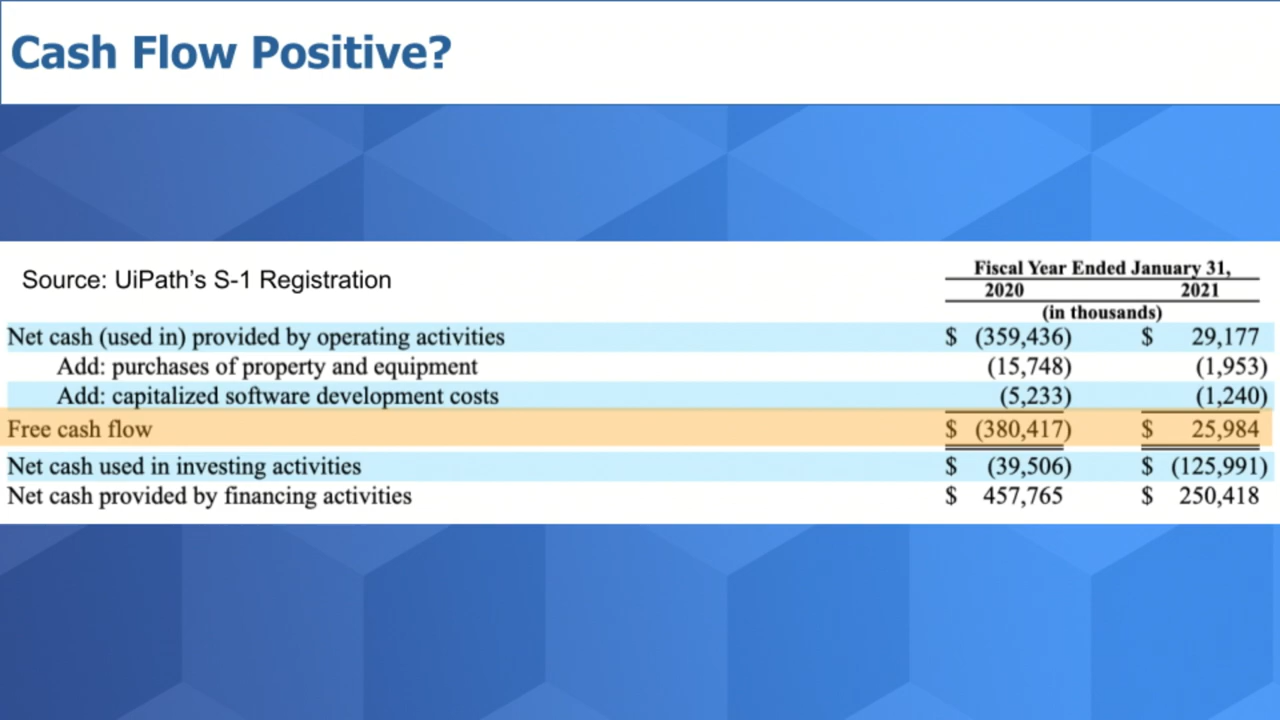 Cash Flow Positive?
Source: UiPath's S-1 Registration
Fiscal Year Ended January 31,
2020 2021
(in thousands)
Net cash (used in) provided by operating activities $ (359,436) $ 29,177
Add: purchases of property and equipment (15,748) (1,953)
Add: capitalized software development costs (5,233) (1,240)
Free cash flow $ (380,417) $ 25,984
Net cash used in investing activities $ (39,506) $ (125,991)
Net cash provided by financing activities $ 457,765 $ 250,418